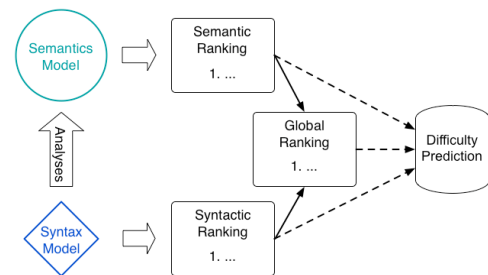 Semantics
Model
Semantic
Ranking
1. ...
Analyses
Global
Ranking
1. ...
Difficulty
Prediction
Syntax
Model
Syntactic
Ranking
1. ...